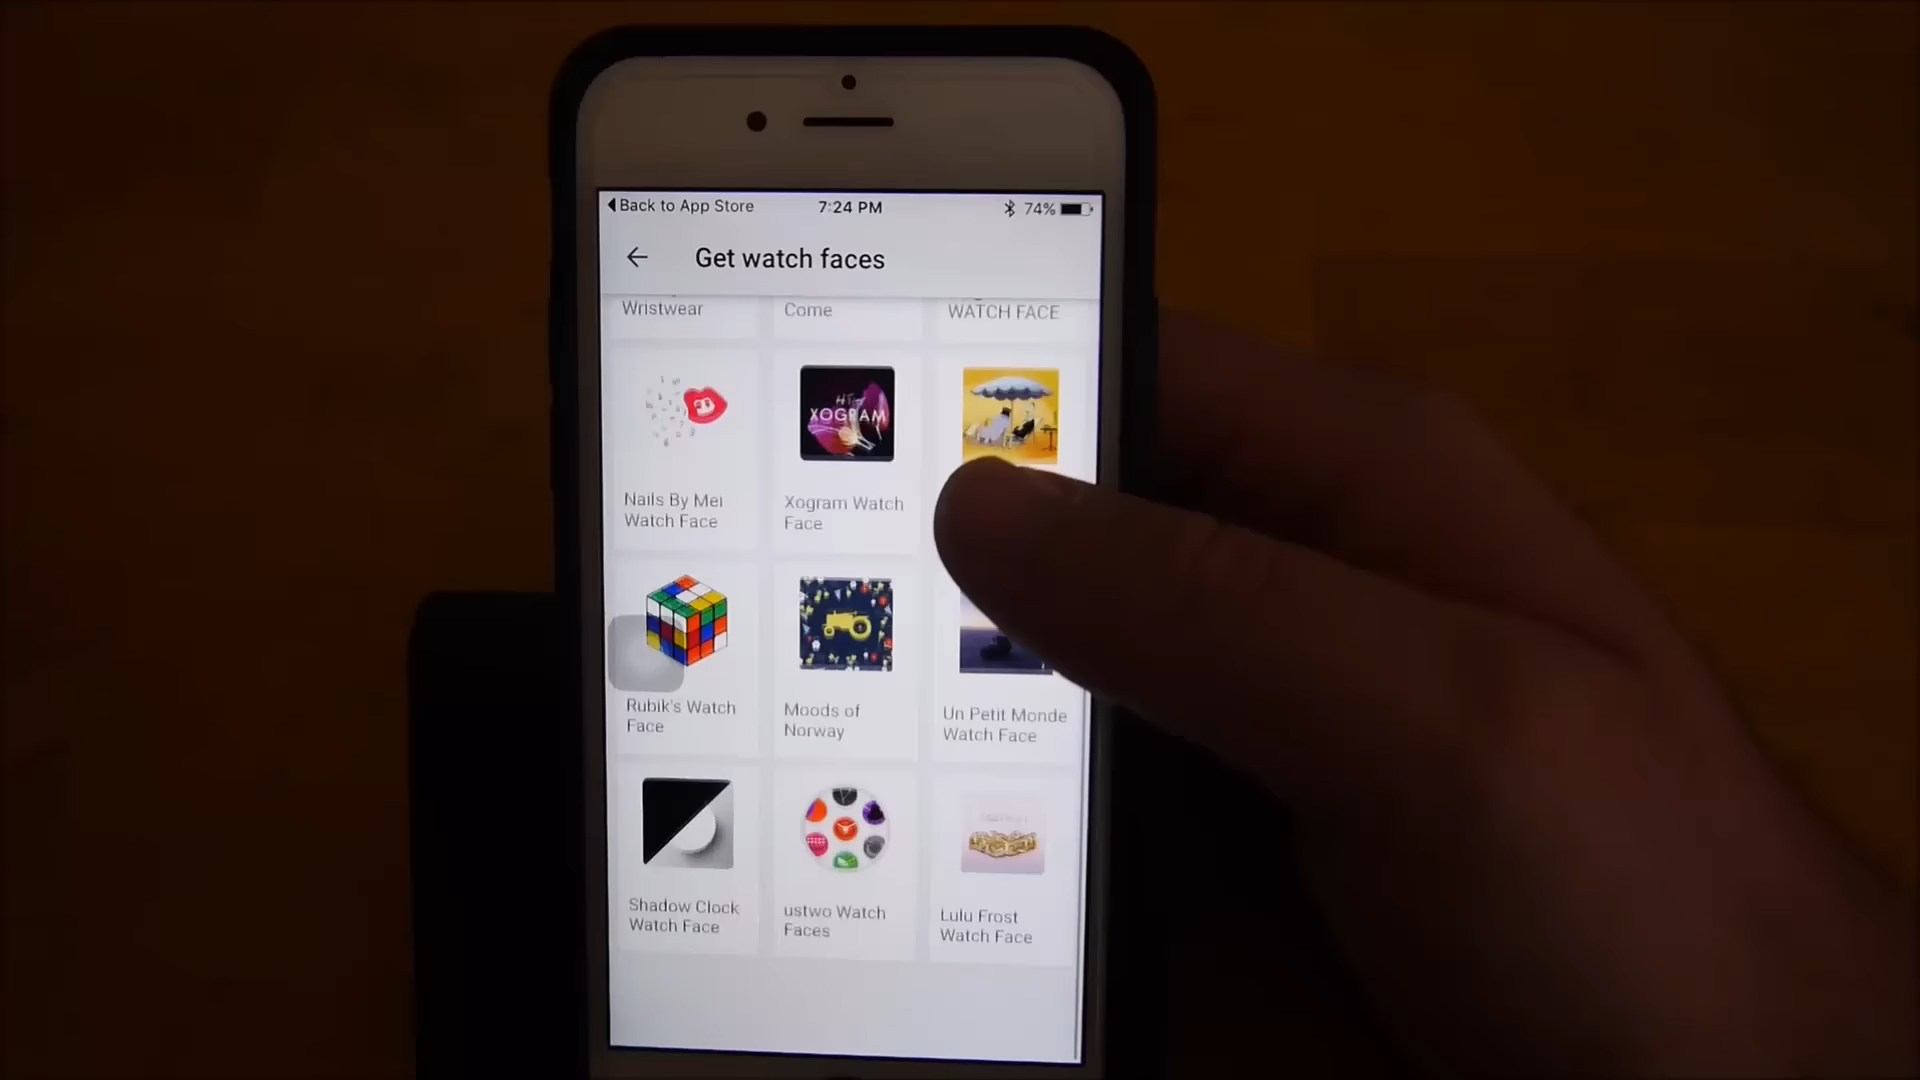 Back to App Store 7:24 PM 74%
Get watch faces
Wristwear Come WATCH FACE
XOGRAM
Nails By Mei
Watch Face
Xogram Watch
Face
Rubik's Watch
Face
Moods of
Norway
Un Petit Monde
Watch Face
Shadow Clock
Watch Face
ustwo Watch
Faces
Lulu Frost
Watch Face